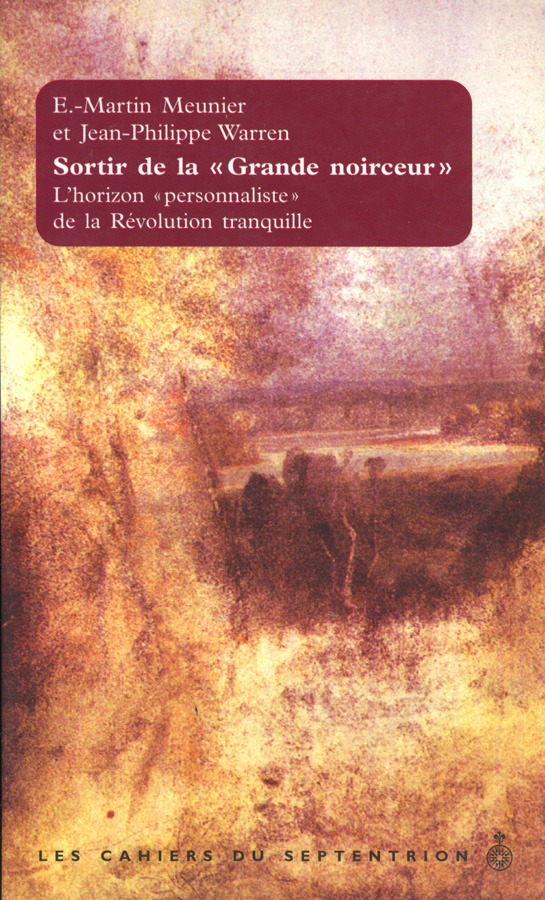 E.-Martin Meunier
et Jean-Philippe Warren
Sortir de la « Grande noirceur »
L'horizon « personnaliste »
de la Révolution tranquille
LES CAHIERS DU SEPTENTRION